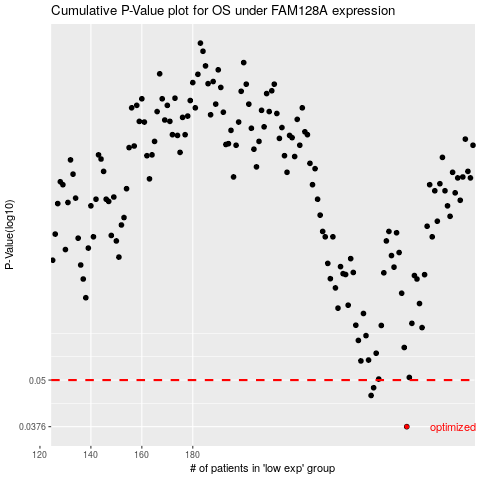 Cumulative P-Value plot for OS under FAM128A expression
P-Value(log10)
0.05
0.0376
optimized
120 140 160 180
# of patients in 'low exp' group